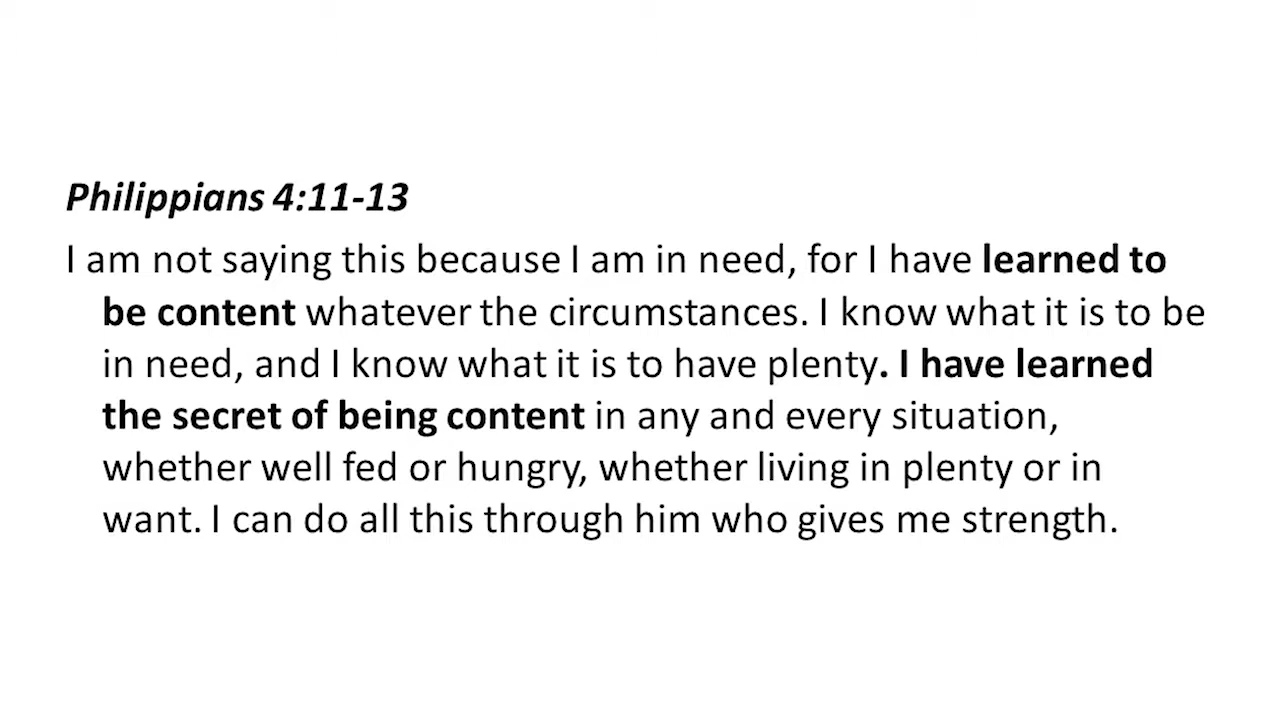 Philippians 4:11-13
I am not saying this because I am in need, for I have learned to
be content whatever the circumstances. I know what it is to be
in need, and I know what it is to have plenty. I have learned
the secret of being content in any and every situation,
whether well fed or hungry, whether living in plenty or in
want. I can do all this through him who gives me strength.